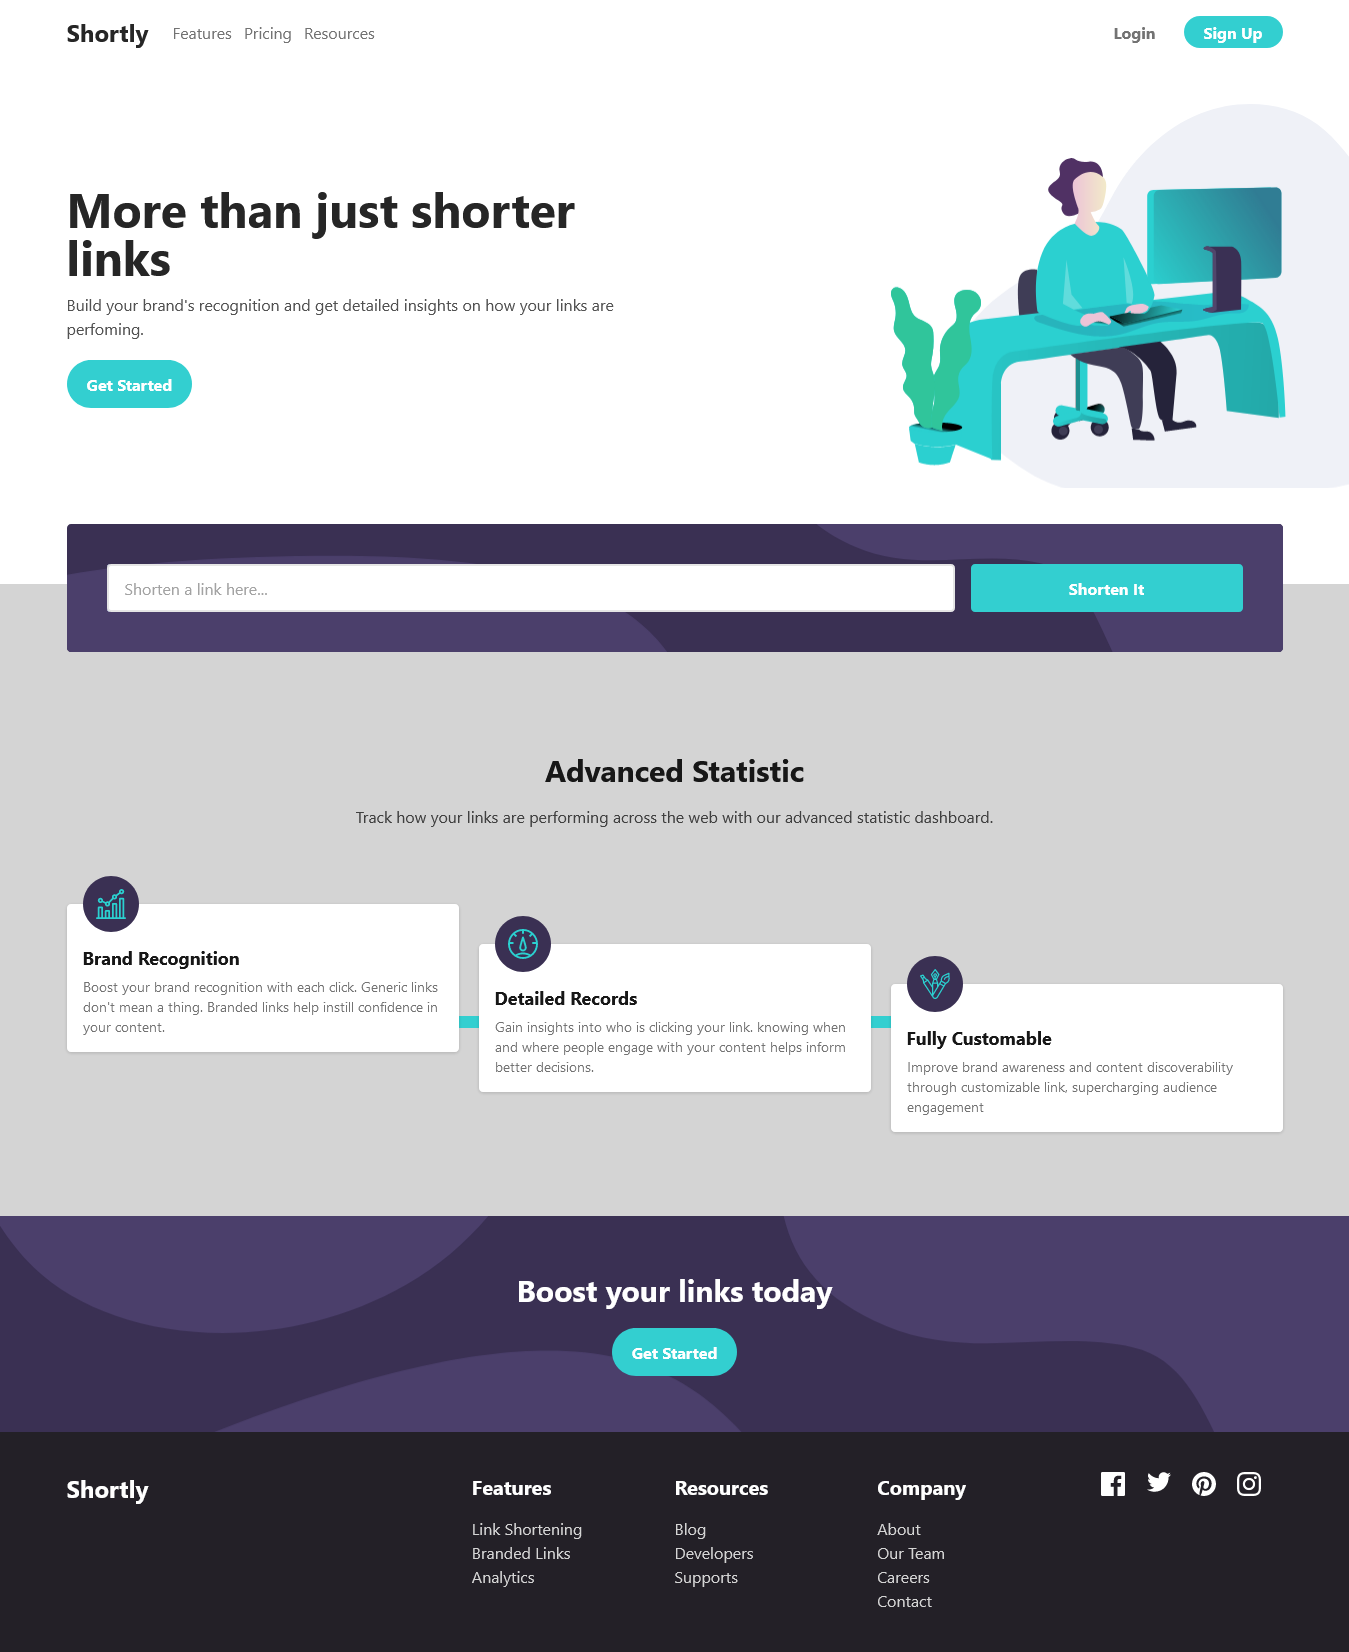 Shortly Features Pricing Resources Login Sign Up
More than just shorter
links
Build your brand's recognition and get detailed insights on how your links are
perfoming.
Get Started
Shorten a link here...
Shorten It
Advanced Statistic
Track how your links are performing across the web with our advanced statistic dashboard.
Brand Recognition
Boost your brand recognition with each click. Generic links
don't mean a thing. Branded links help instill confidence in
your content.
Detailed Records
Gain insights into who is clicking your link. knowing when
and where people engage with your content helps inform
better decisions.
Fully Customable
Improve brand awareness and content discoverability
through customizable link, supercharging audience
engagement
Boost your links today
Get Started
Shortly
Features
Link Shortening
Branded Links
Analytics
Resources
Blog
Developers
Supports
Company
About
Our Team
Careers
Contact